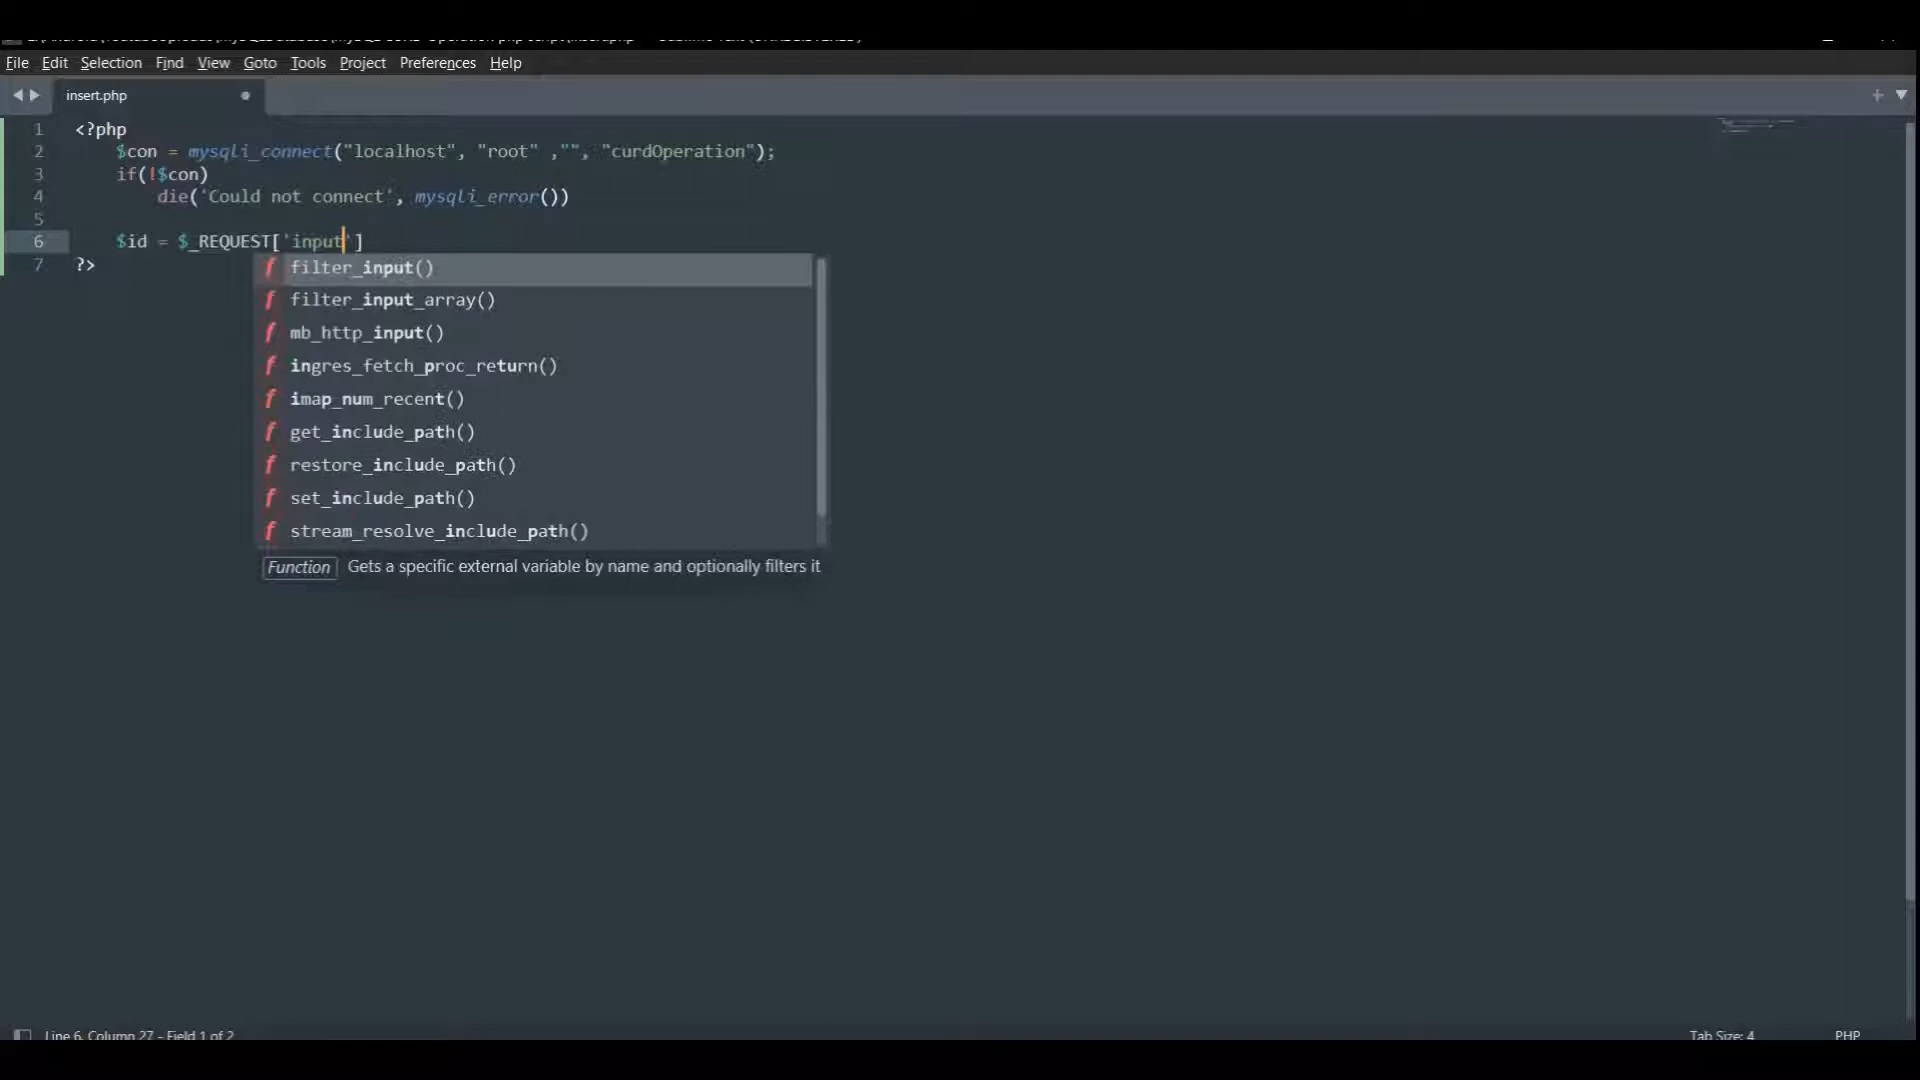 File Edit Selection Find View Goto Tools Project Preferences Help
insert.php
1 <?php
2 $con = mysqli_connect("localhost", "root" ,"", "curdOperation");
3 if(!$con)
4 die('Could not connect', mysqli_error())
5
6 $id = $_REQUEST['input']
7 ?>
f filter_input()
f filter_input_array()
f mb_http_input()
f ingres_fetch_proc_return()
f imap_num_recent()
f get_include_path()
f restore_include_path()
f set_include_path()
f stream_resolve_include_path()
Function Gets a specific external variable by name and optionally filters it
Line 6, Column 27 - Field 1 of 2
Tab Size: 4 PHP